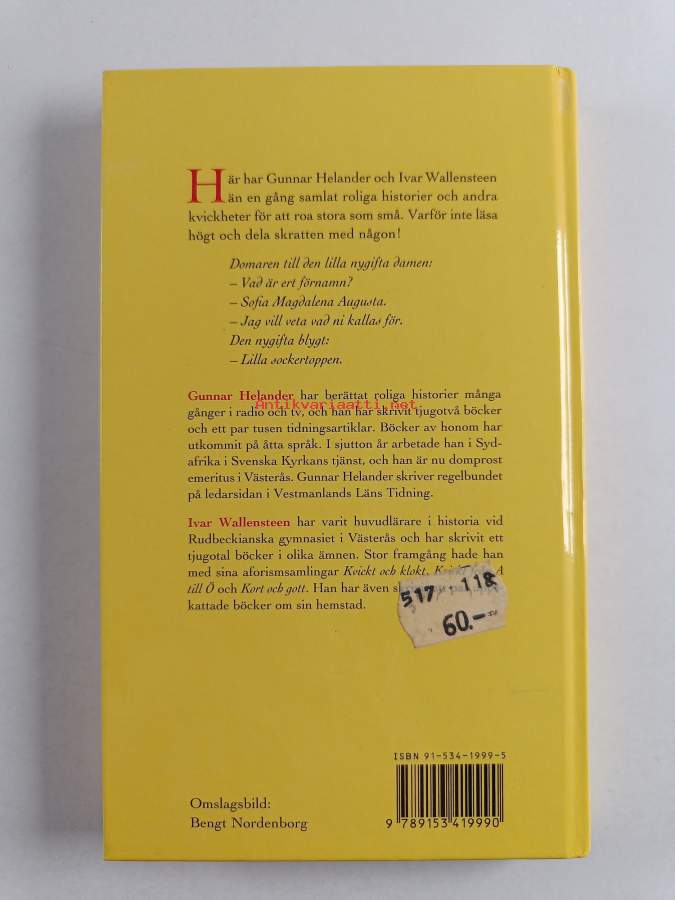 Här har Gunnar Helander och Ivar Wallensteen
än en gång samlat roliga historier och andra
kvickheter för att roa stora som små. Varför inte läsa
högt och dela skratten med någon!
Domaren till den lilla nygifta damen:
– Vad är ert förnamn?
– Sofia Magdalena Augusta.
– Jag vill veta vad ni kallas för.
Den nygifta blygt:
– Lilla sockertoppen.
Gunnar Helander har berättat roliga historier många
Antikvariaatti.net
gånger i radio och tv, och han har skrivit tjugotvå böcker
och ett par tusen tidningsartiklar. Böcker av honom har
utkommit på åtta språk. I sjutton år arbetade han i Syd-
afrika i Svenska Kyrkans tjänst, och han är nu domprost
emeritus i Västerås. Gunnar Helander skriver regelbundet
på ledarsidan i Vestmanlands Läns Tidning.
Ivar Wallensteen har varit huvudlärare i historia vid
Rudbeckianska gymnasiet i Västerås och har skrivit ett
tjugotal böcker i olika ämnen. Stor framgång hade han
med sina aforismsamlingar Kvickt och klokt, A
till Ö och Kort och gott. Han har även
kattade böcker om sin hemstad.
517 118
60.-
ISBN 91-534-1999-5
9 789153 419990
Omslagsbild:
Bengt Nordenborg